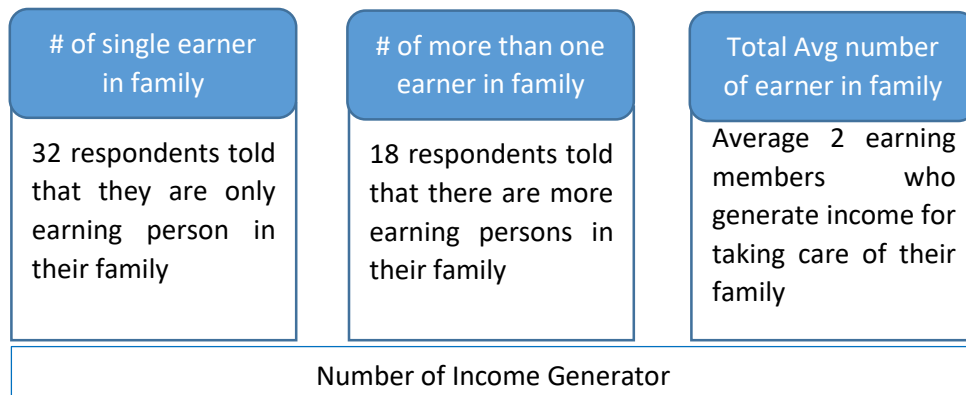 # of single earner
in family
32 respondents told
that they are only
earning person in
their family
# of more than one
earner in family
18 respondents told
that there are more
earning persons in
their family
Total Avg number
of earner in family
Average 2 earning
members who
generate income for
taking care of their
family
Number of Income Generator